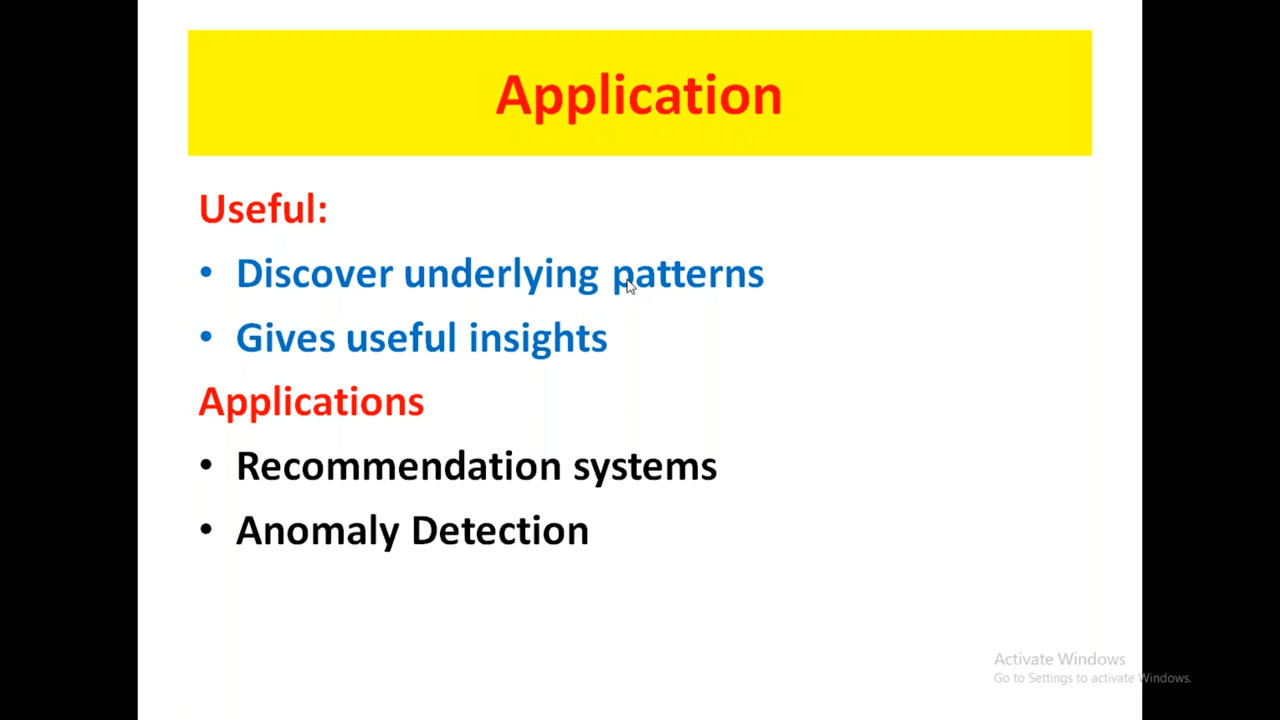 Application
Useful:
• Discover underlying patterns
• Gives useful insights
Applications
• Recommendation systems
• Anomaly Detection
Activate Windows
Go to Settings to activate Windows.